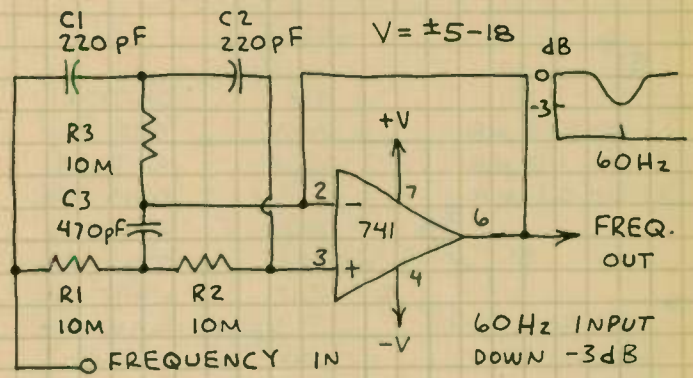 C1
220pF
C2
220pF
V = ±5-18
dB
0
-3
60Hz
R3
10M
+V
C3
470pF
2
-
7
741
6
3
+
4
FREQ.
OUT
R1
10M
R2
10M
-V
60Hz INPUT
DOWN -3dB
FREQUENCY IN